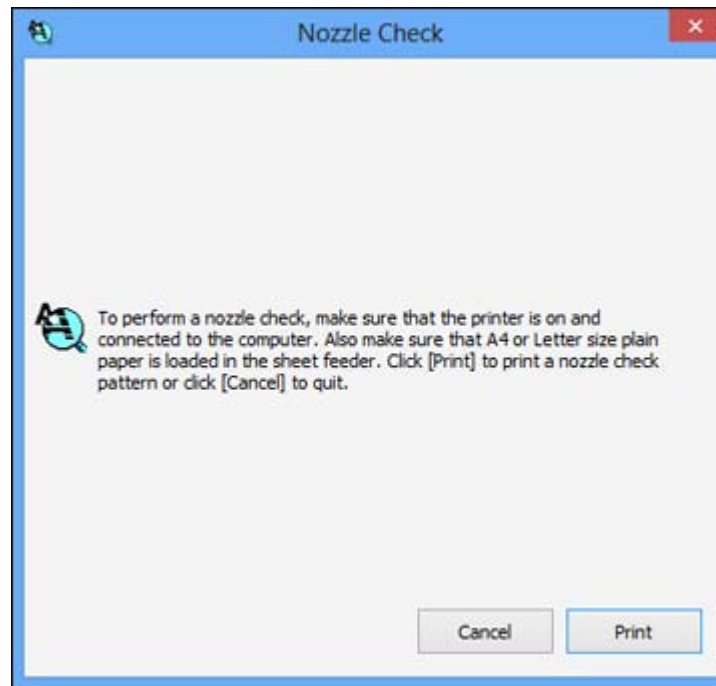 Nozzle Check
To perform a nozzle check, make sure that the printer is on and
connected to the computer. Also make sure that A4 or Letter size plain
paper is loaded in the sheet feeder. Click [Print] to print a nozzle check
pattern or click [Cancel] to quit.
Cancel Print